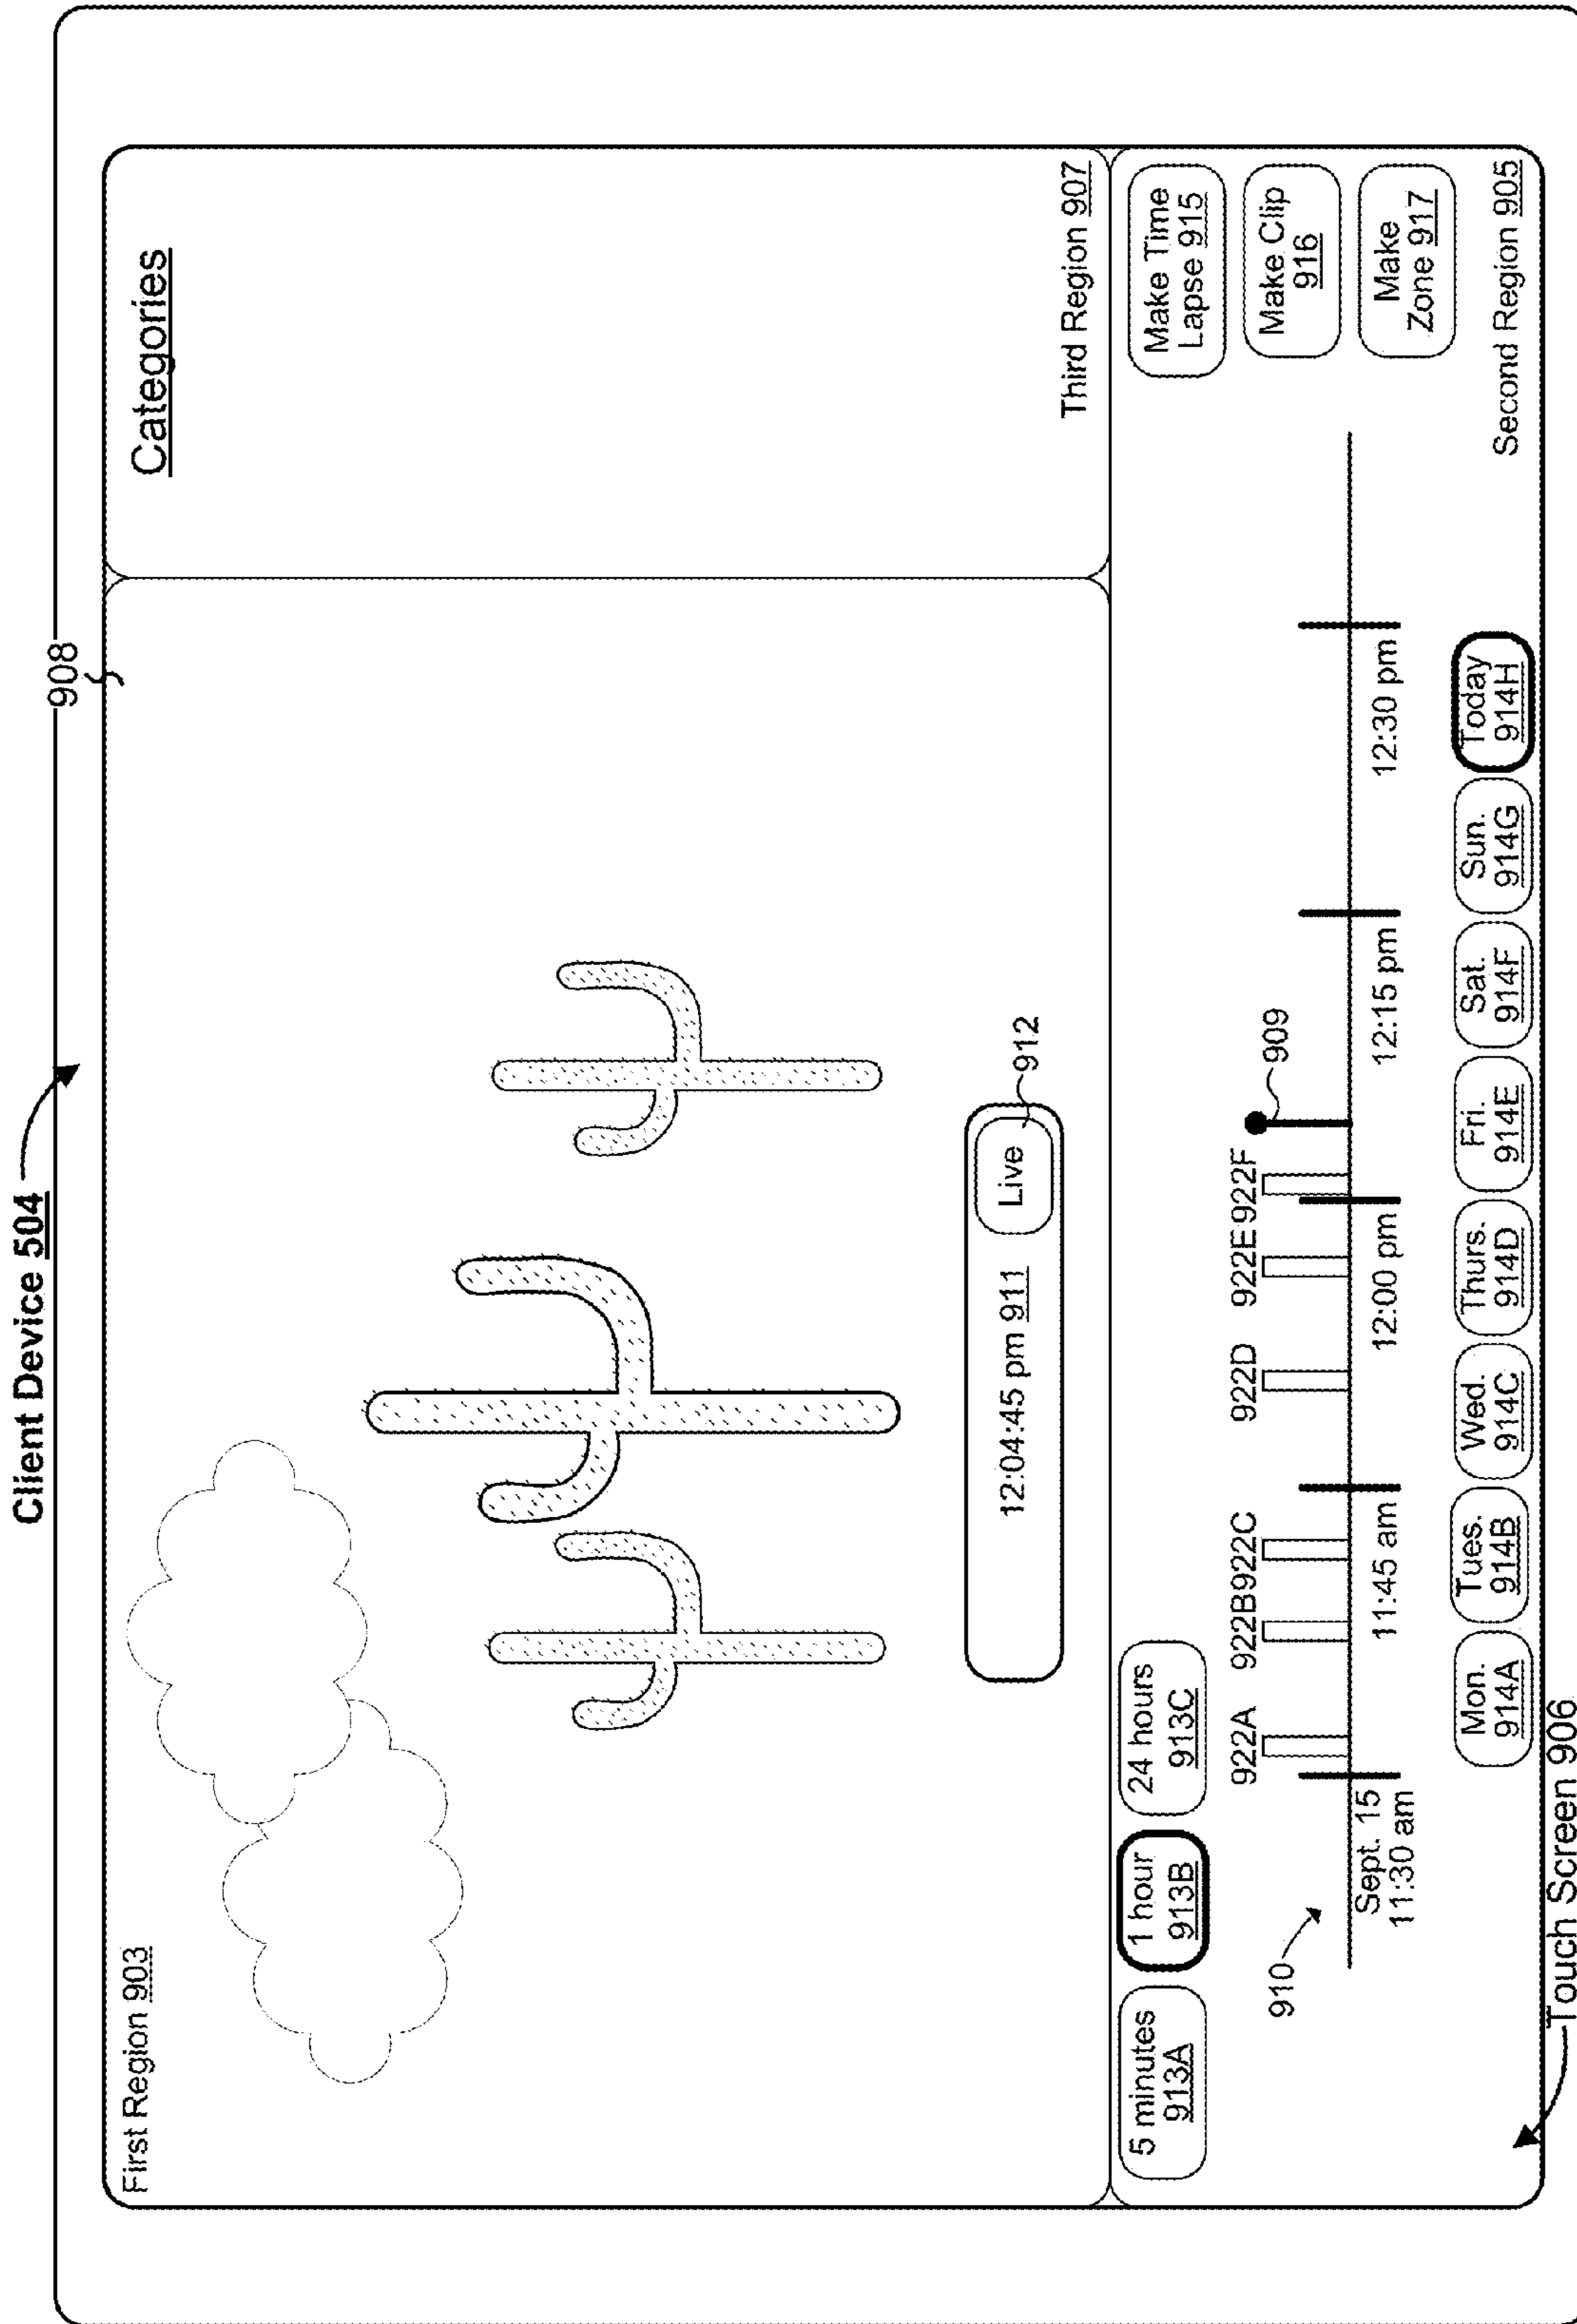 Client Device 504
908
First Region 903
Categories
12:04:45 pm 911
Live
912
Third Region 907
5 minutes
913A
1 hour
913B
24 hours
913C
Make Time
Lapse 915
Make Clip
916
Make
Zone 917
910
922A
922B
922C
922D
922E
922F
909
Sept. 15
11:30 am
11:45 am
12:00 pm
12:15 pm
12:30 pm
Mon.
914A
Tues.
914B
Wed.
914C
Thurs.
914D
Fri.
914E
Sat.
914F
Sun.
914G
Today
914H
Second Region 905
Touch Screen 906